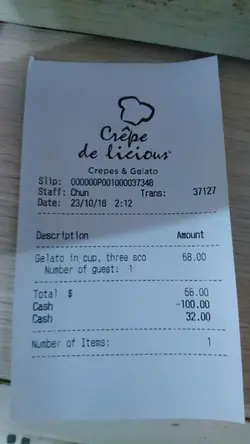 Crêpe
de licious
Crepes & Gelato
Slip: 000000P001000037348
Staff: Chun Trans: 37127
Date: 23/10/18 2:12
Description Amount
Gelato in cup, three sco 68.00
Number of guest: 1
Total $ 68.00
Cash -100.00
Cash 32.00
Number of Items: 1